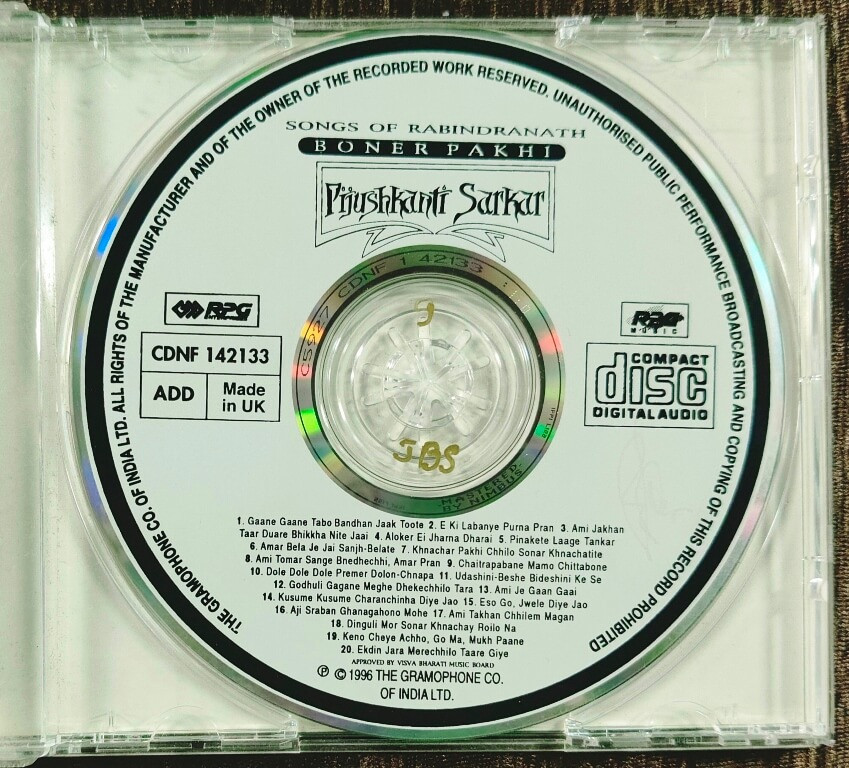 THE GRAMOPHONE CO. OF INDIA LTD. ALL RIGHTS OF THE MANUFACTURER AND OF THE OWNER OF THE RECORDED WORK RESERVED. UNAUTHORISED PUBLIC PERFORMANCE BROADCASTING AND COPYING OF THIS RECORD PROHIBITED
SONGS OF RABINDRANATH
BONER PAKHI
Pijushkanti Sarkar
RPG
ENTERPRISES
CDNF 142133
ADD
Made
in UK
RPG
MUSIC
COMPACT
disc
DIGITAL AUDIO
CDNF 1 42133
9
JBS
MASTERED
BY NIMBUS
1. Gaane Gaane Tabo Bandhan Jaak Toote 2. E Ki Labanye Purna Pran 3. Ami Jakhan
Taar Duare Bhikkha Nite Jaai 4. Aloker Ei Jharna Dharai 5. Pinakete Laage Tankar
6. Amar Bela Je Jai Sanjh-Belate 7. Khnachar Pakhi Chhilo Sonar Khnachatite
8. Ami Tomar Sange Bnedhechhi, Amar Pran 9. Chaitrapabane Mamo Chittabone
10. Dole Dole Dole Premer Dolon-Chnapa 11. Udashini-Beshe Bideshini Ke Se
12. Godhuli Gagane Meghe Dhekechhilo Tara 13. Ami Je Gaan Gaai
14. Kusume Kusume Charanchinha Diye Jao 15. Eso Go, Jwele Diye Jao
16. Aji Sraban Ghanagahono Mohe 17. Ami Takhan Chhilem Magan
18. Dinguli Mor Sonar Khnachay Roilo Na
19. Keno Cheye Achho, Go Ma, Mukh Paane
20. Ekdin Jara Merechhilo Taare Giye
APPROVED BY VISVA BHARATI MUSIC BOARD
℗ © 1996 THE GRAMOPHONE CO.
OF INDIA LTD.